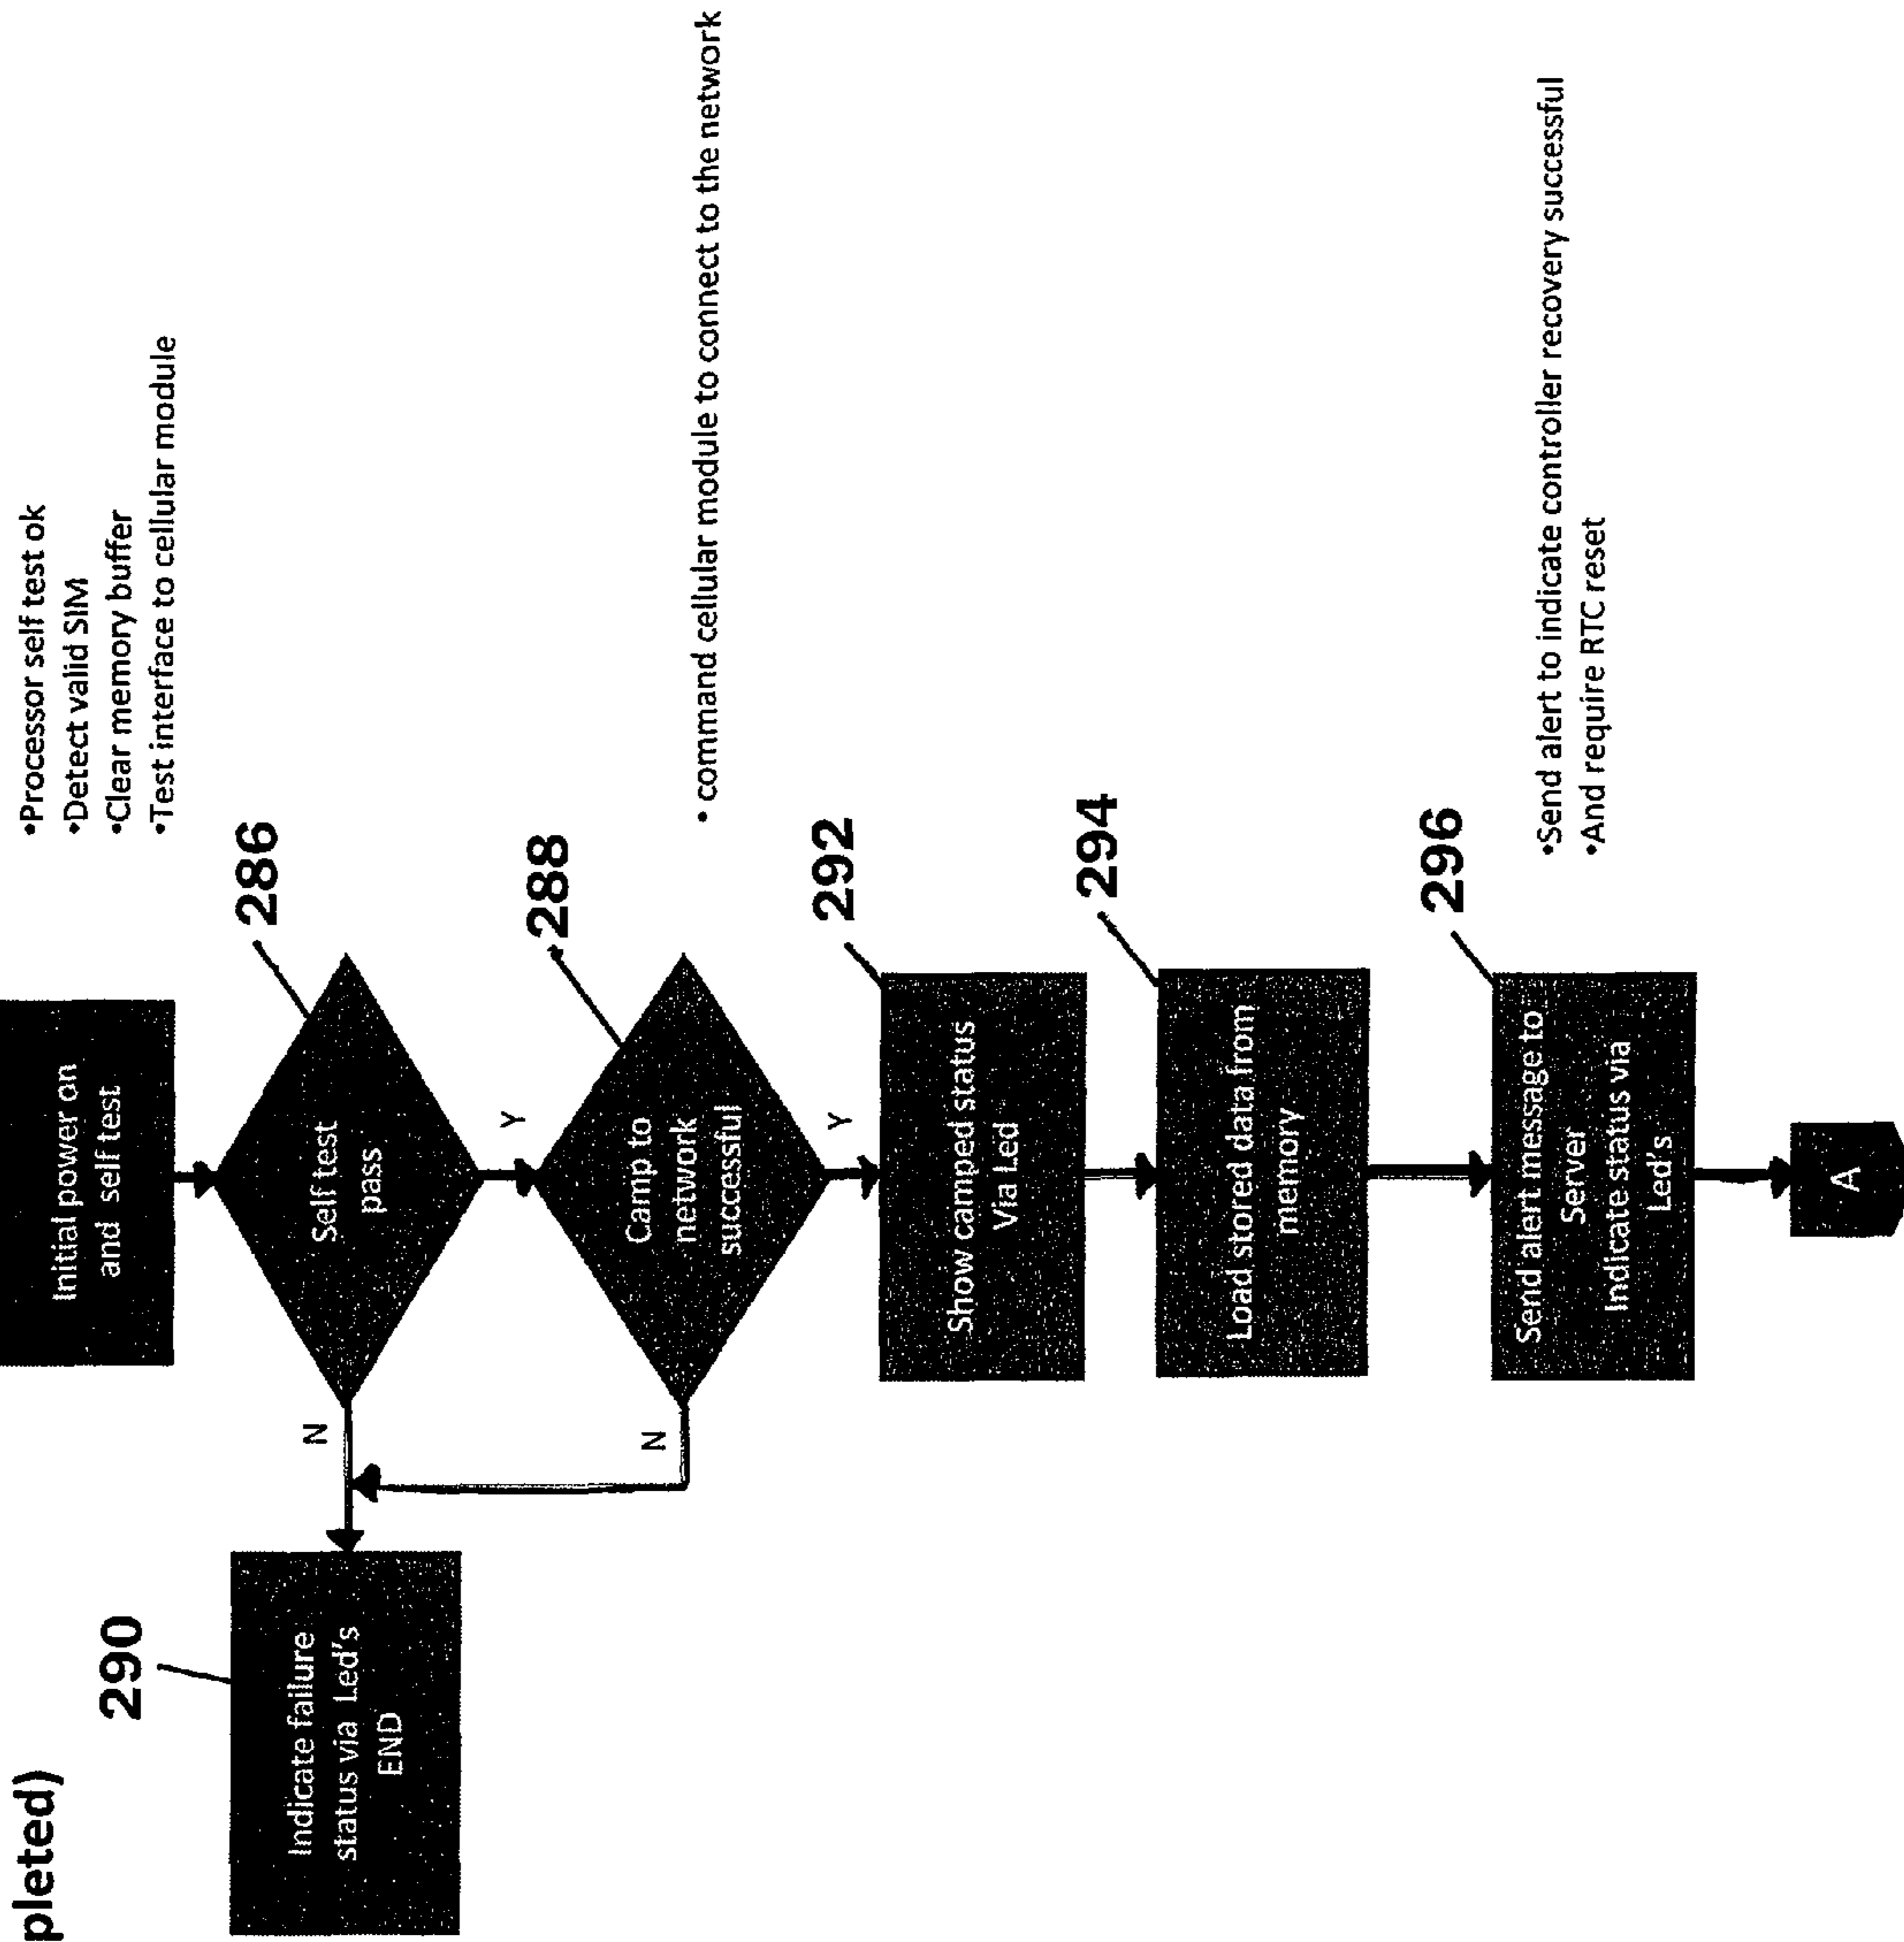 pleted)
Initial power on
and self test
•Processor self test ok
•Detect valid SIM
•Clear memory buffer
•Test interface to cellular module
290
Indicate failure
status via Led's
END
N
Self test
pass
286
Y
N
Camp to
network
successful
288
• command cellular module to connect to the network
Y
Show camped status
Via Led
292
Load stored data from
memory
294
Send alert message to
Server
Indicate status via
Led's
296
•Send alert to indicate controller recovery successful
•And require RTC reset
A